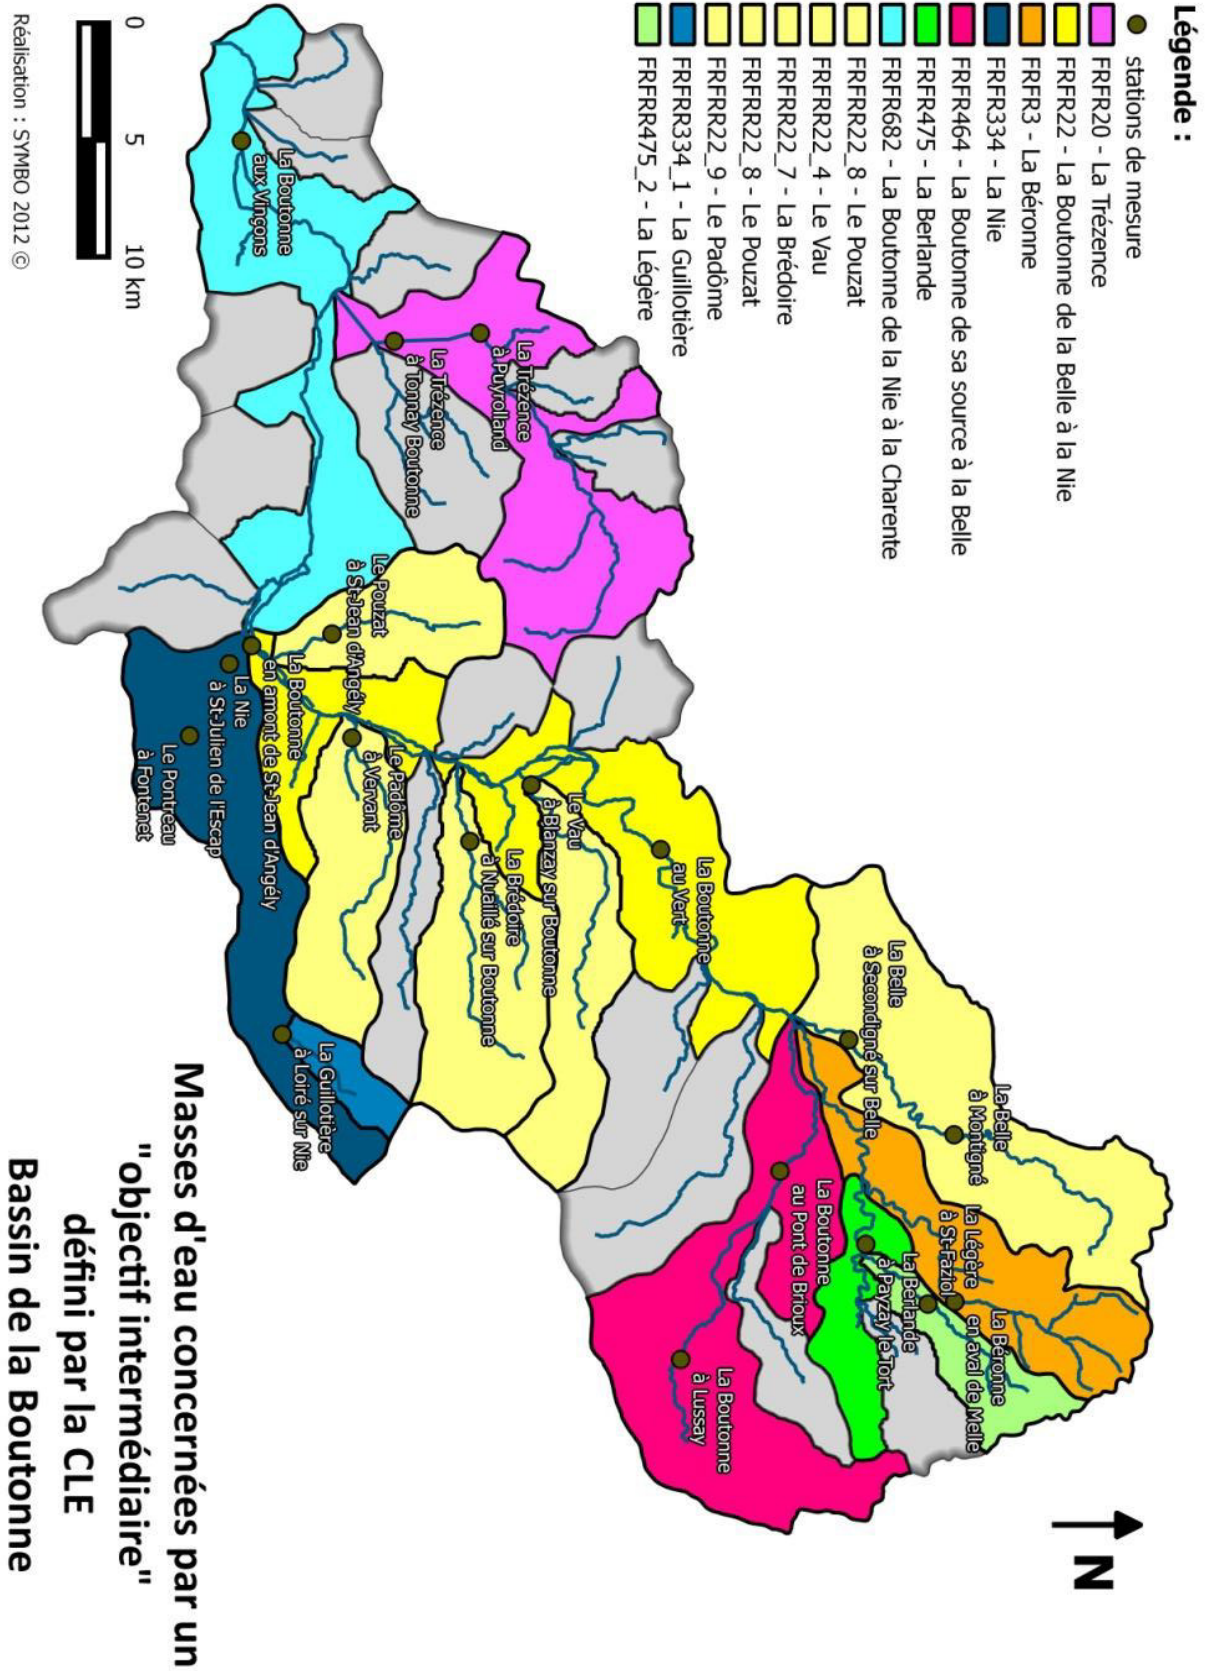 Légende :
stations de mesure
FRFR20 - La Trézence
FRFR22 - La Boutonne de la Belle à la Nie
FRFR3 - La Béronne
FRFR334 - La Nie
FRFR464 - La Boutonne de sa source à la Belle
FRFR475 - La Berlande
FRFR682 - La Boutonne de la Nie à la Charente
FRFRR22_8 - Le Pouzat
FRFRR22_4 - Le Vau
FRFRR22_7 - La Brédoire
FRFRR22_8 - Le Pouzat
FRFRR22_9 - Le Padôme
FRFRR334_1 - La Guillotière
FRFRR475_2 - La Légère
N
La Belle
à Montigné
La Légère
à St-Faziol
La Béronne
en aval de Melle
La Belle
à Secondigné sur Belle
La Berlande
à Payzay le Tort
La Boutonne
au Pont de Brioux
La Boutonne
à Lussay
La Boutonne
au Vert
Le Vau
à Blanzay sur Boutonne
La Brédoire
à Nuaillé sur Boutonne
La Trézence
à Puyrolland
La Trézence
à Tonnay Boutonne
Le Padôme
à Vervant
Le Pouzat
à St-Jean d'Angély
La Boutonne
en amont de St-Jean d'Angély
La Nie
à St-Julien de l'Escap
Le Pontreau
à Fontenet
La Guillotière
à Loiré sur Nie
La Boutonne
aux Vinçons
Masses d'eau concernées par un
"objectif intermédiaire"
défini par la CLE
Bassin de la Boutonne
0 5 10 km
Réalisation : SYMBO 2012 ©